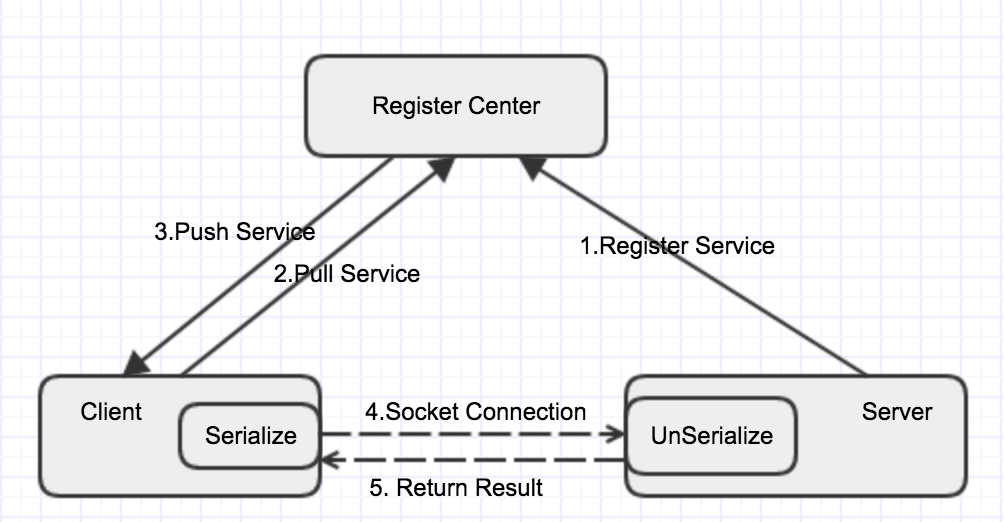 Register Center
3.Push Service
1.Register Service
2.Pull Service
Client
4.Socket Connection
Server
Serialize
UnSerialize
5. Return Result